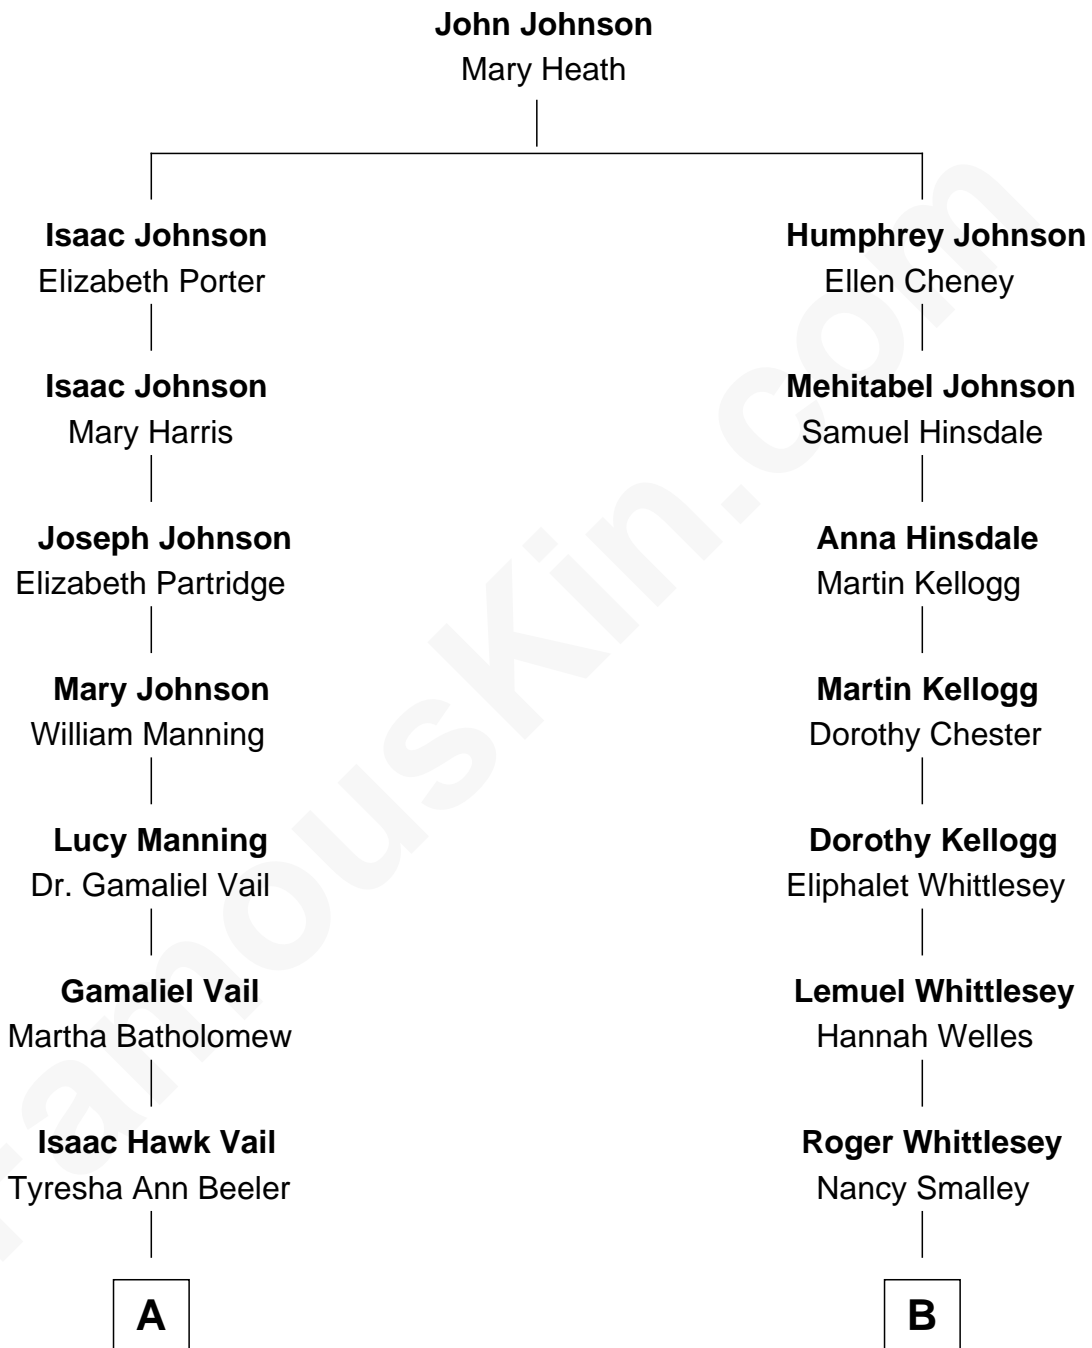 John Johnson
Mary Heath
Isaac Johnson
Elizabeth Porter
Humphrey Johnson
Ellen Cheney
Isaac Johnson
Mary Harris
Mehitabel Johnson
Samuel Hinsdale
Joseph Johnson
Elizabeth Partridge
Anna Hinsdale
Martin Kellogg
Mary Johnson
William Manning
Martin Kellogg
Dorothy Chester
Lucy Manning
Dr. Gamaliel Vail
Dorothy Kellogg
Eliphalet Whittlesey
Gamaliel Vail
Martha Batholomew
Lemuel Whittlesey
Hannah Welles
Isaac Hawk Vail
Tyresha Ann Beeler
Roger Whittlesey
Nancy Smalley
A
B
FamousKin.com